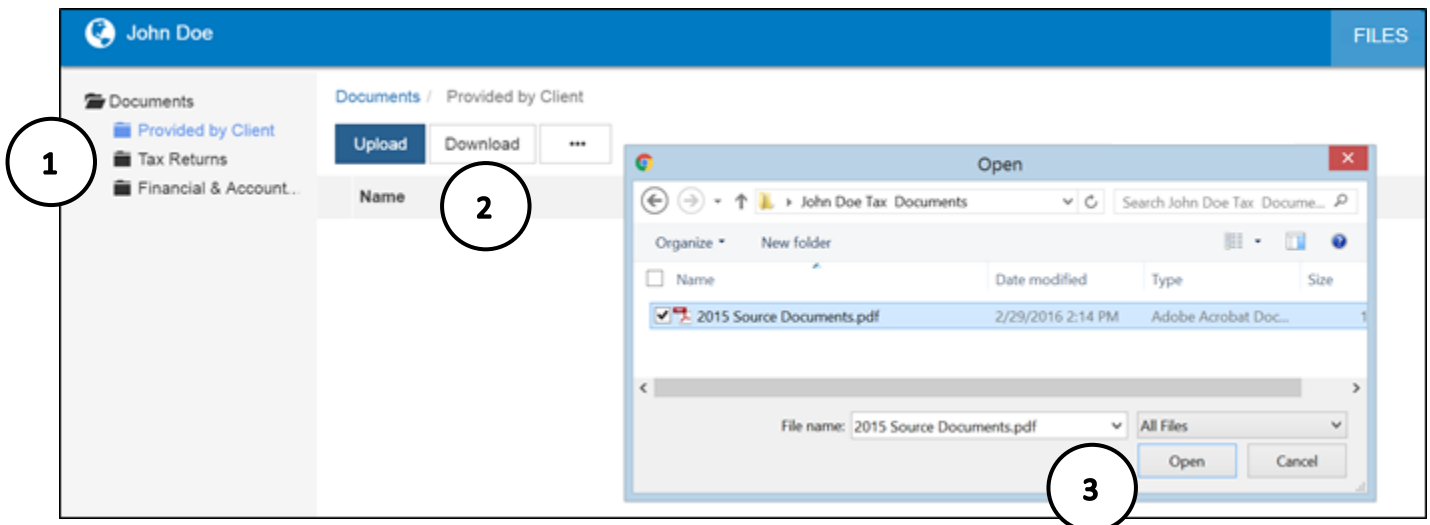 John Doe
FILES
Documents
Provided by Client
Tax Returns
Financial & Account...
1
Documents / Provided by Client
Upload Download ...
Name
2
Open
John Doe Tax Documents
Search John Doe Tax Docume...
Organize New folder
Name Date modified Type Size
2015 Source Documents.pdf 2/29/2016 2:14 PM Adobe Acrobat Doc... 1
File name: 2015 Source Documents.pdf All Files
Open Cancel
3